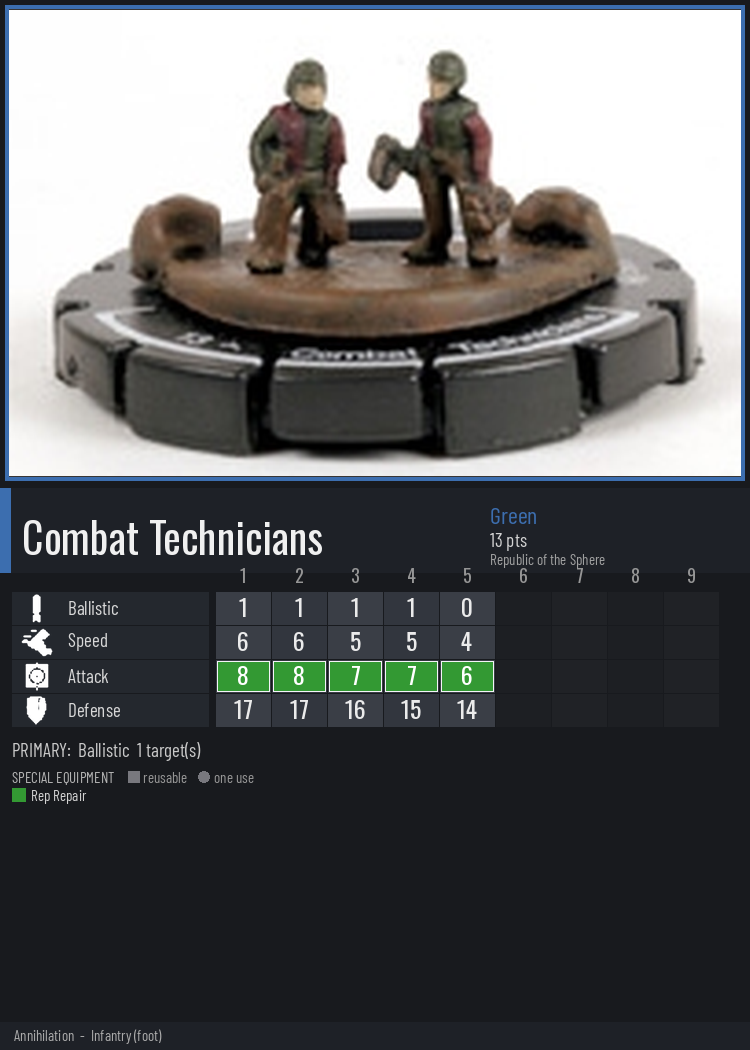 Combat Technicians
Combat Technicians
Green
13 pts
Republic of the Sphere
1 2 3 4 5 6 7 8 9
Ballistic 1 1 1 1 0
Speed 6 6 5 5 4
Attack 8 8 7 7 6
Defense 17 17 16 15 14
PRIMARY: Ballistic 1 target(s)
SPECIAL EQUIPMENT reusable one use
Rep Repair
Annihilation - Infantry (foot)